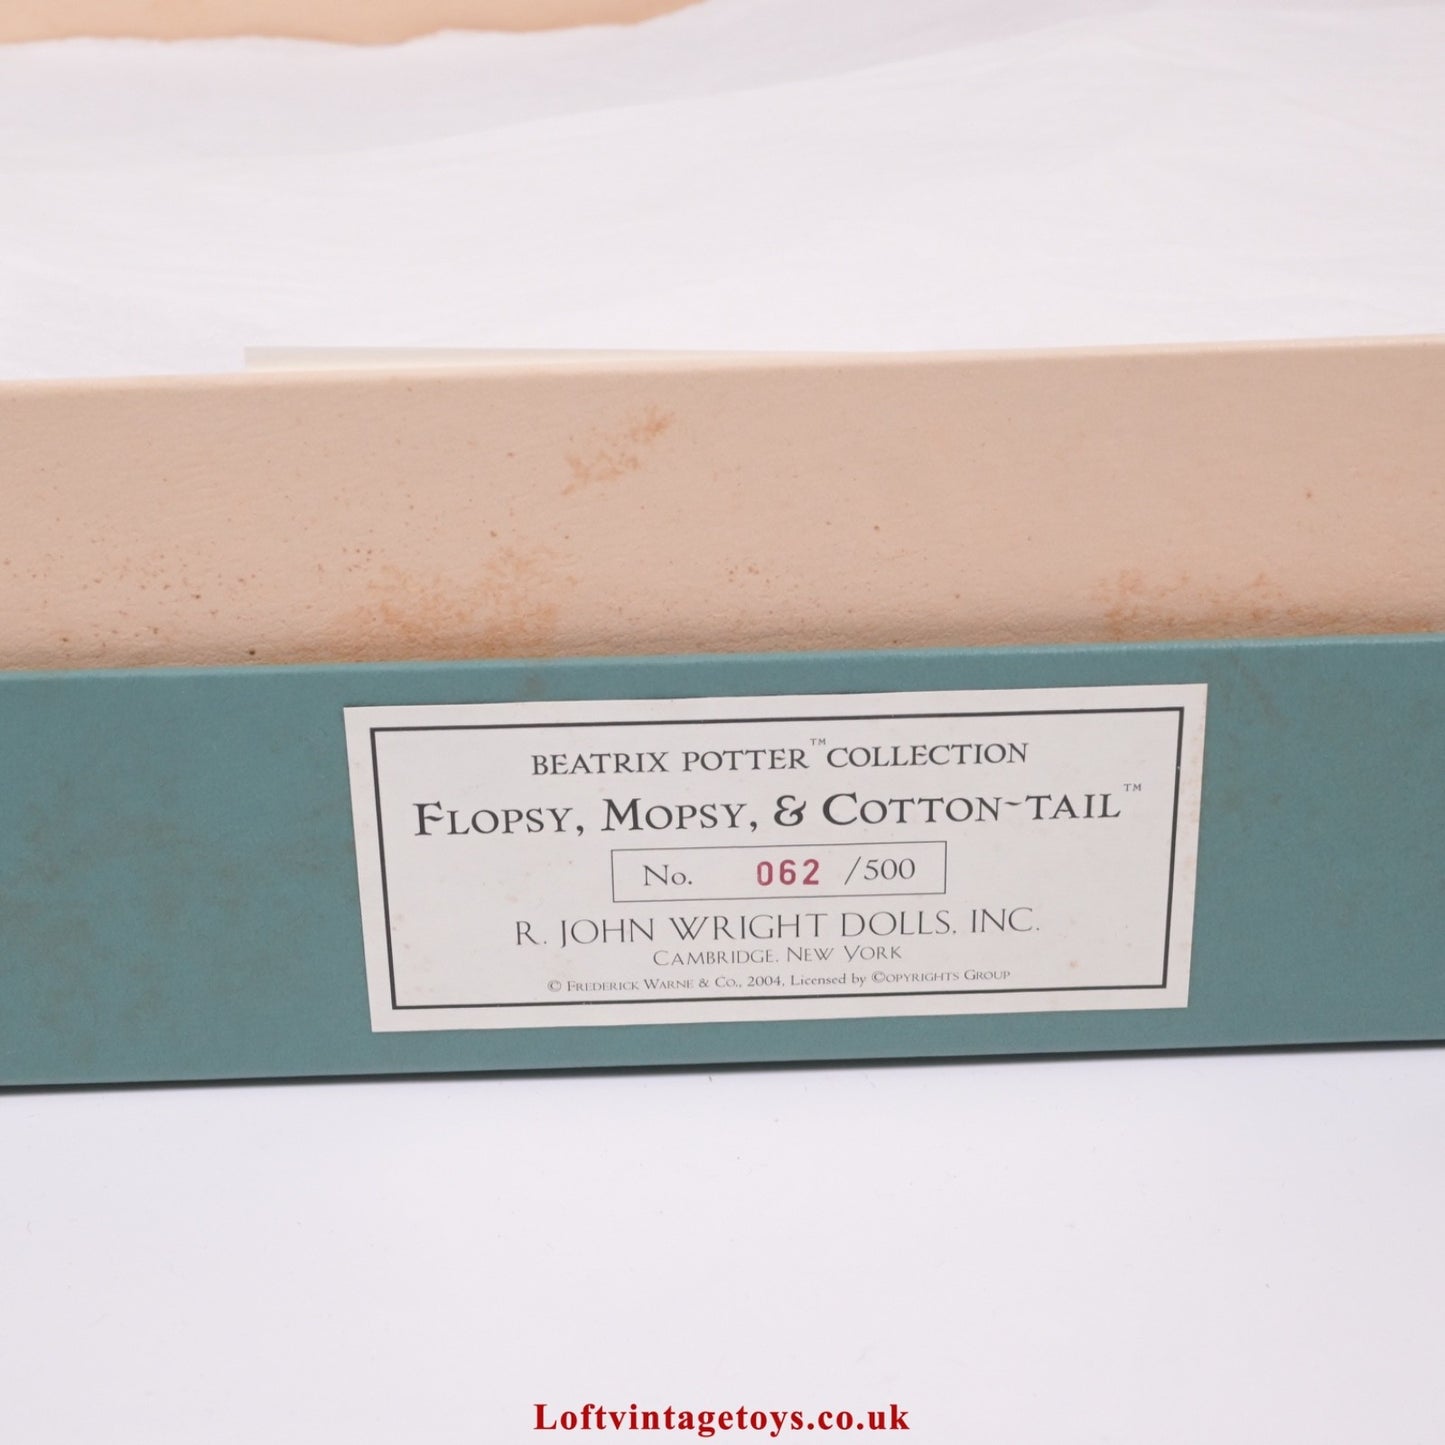 BEATRIX POTTER™ COLLECTION
FLOPSY, MOPSY, & COTTON~TAIL™
No. 062 /500
R. JOHN WRIGHT DOLLS, INC.
CAMBRIDGE, NEW YORK
© FREDERICK WARNE & CO., 2004, Licensed by ©OPYRIGHTS GROUP
Loftvintagetoys.co.uk